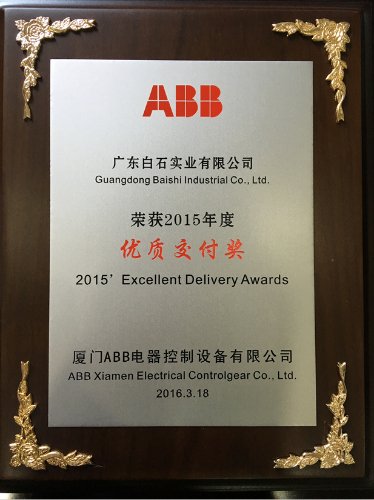 ABB
广东白石实业有限公司
Guangdong Baishi Industrial Co., Ltd.
荣获2015年度
优质交付奖
2015' Excellent Delivery Awards
厦门ABB电器控制设备有限公司
ABB Xiamen Electrical Controlgear Co., Ltd.
2016.3.18